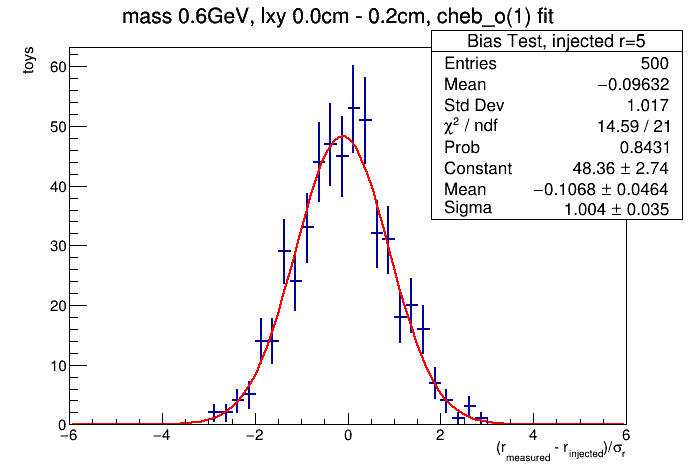 mass 0.6GeV, lxy 0.0cm - 0.2cm, cheb_o(1) fit
Bias Test, injected r=5
Entries 500
Mean −0.09632
Std Dev 1.017
χ² / ndf 14.59 / 21
Prob 0.8431
Constant 48.36 ± 2.74
Mean −0.1068 ± 0.0464
Sigma 1.004 ± 0.035
toys
60
50
40
30
20
10
0
−6 −4 −2 0 2 4 6
(r_measured - r_injected)/σ_r